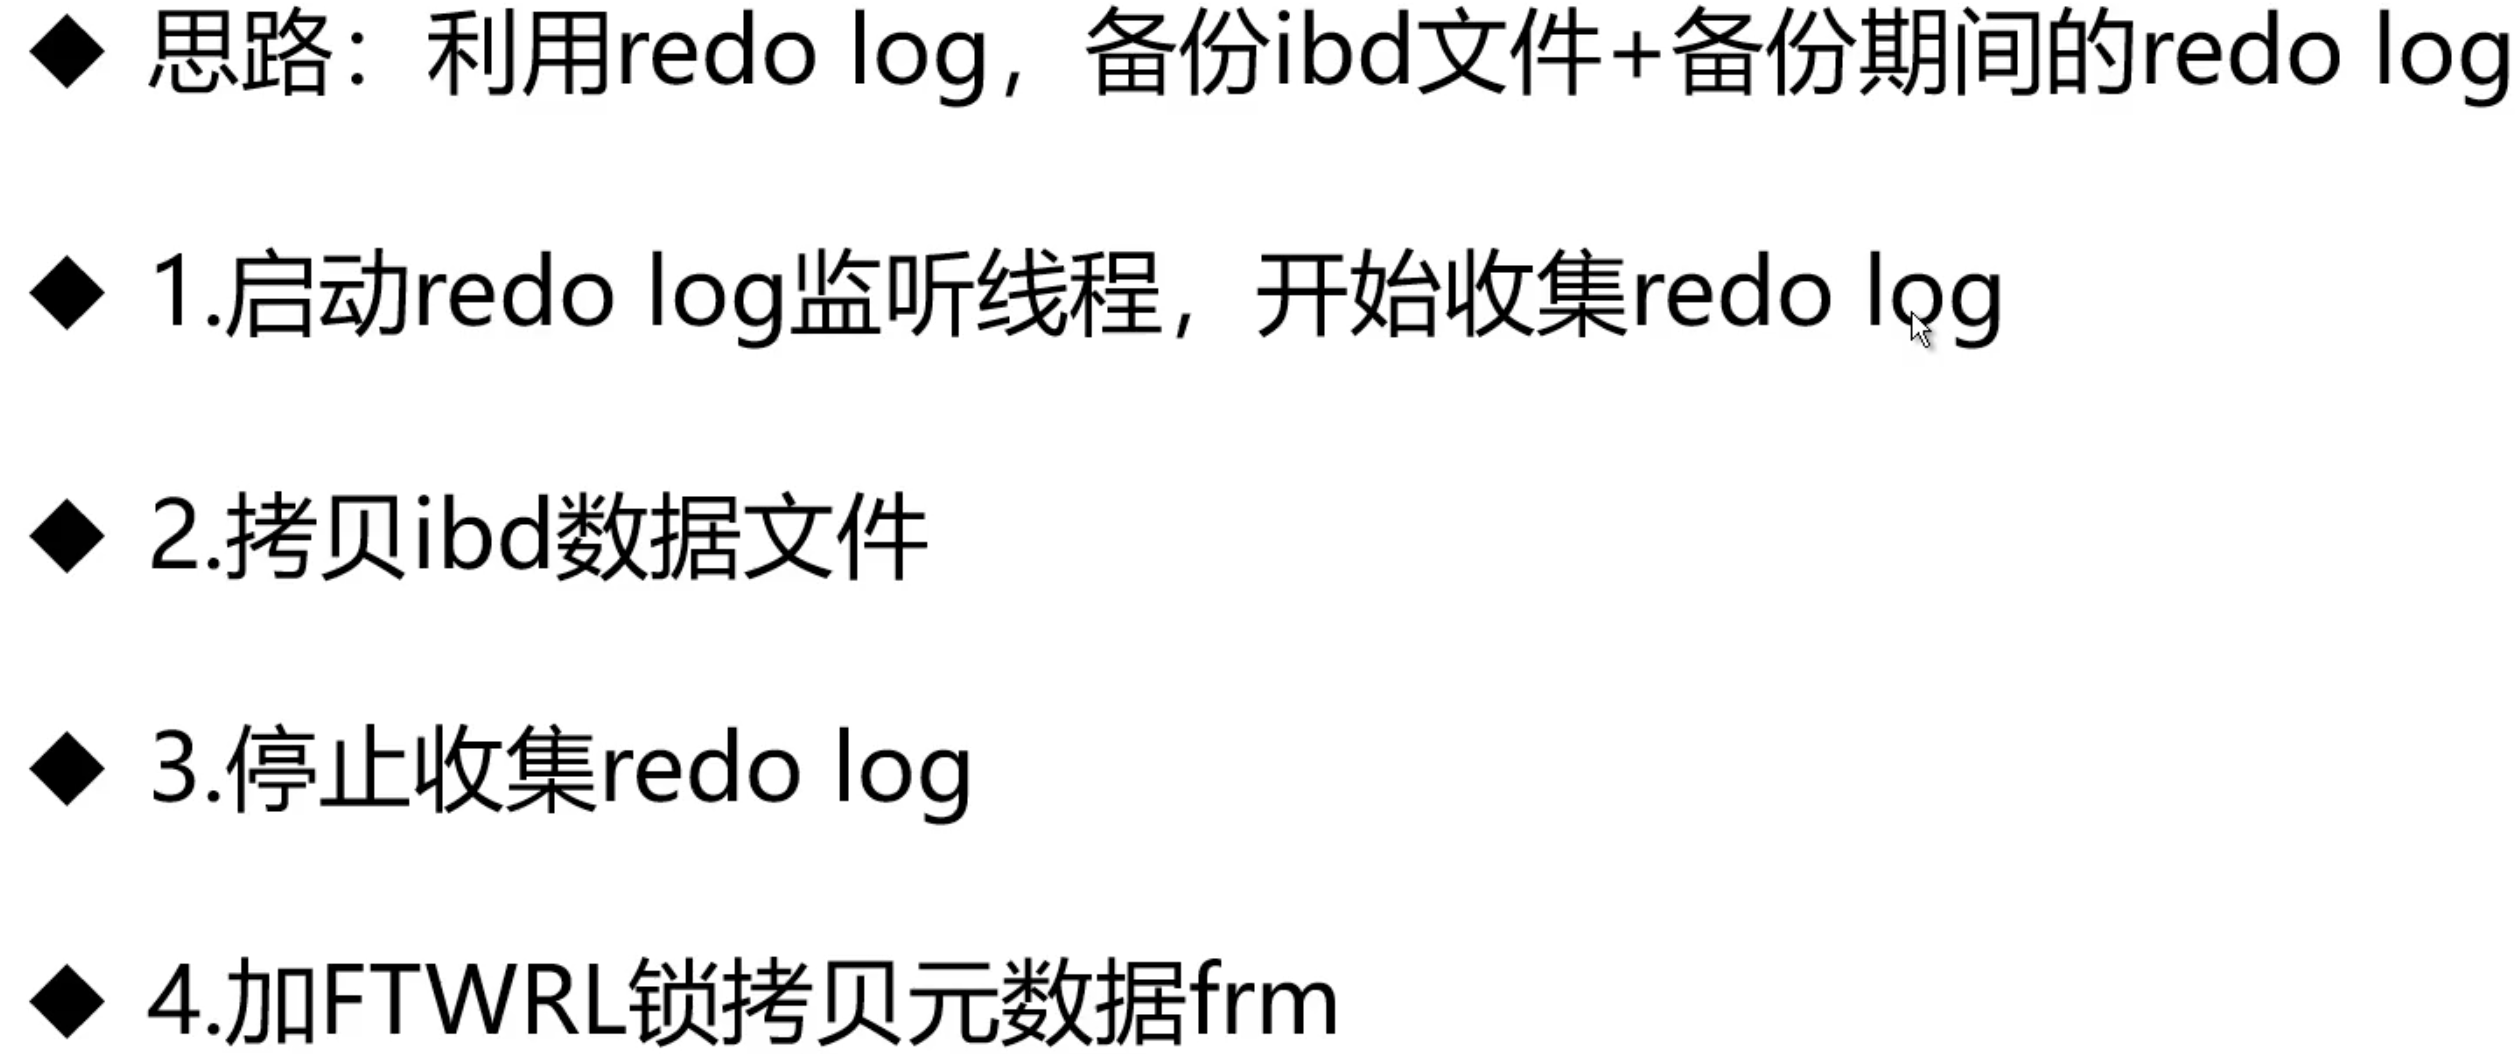 ◆ 思路：利用redo log，备份ibd文件+备份期间的redo log
◆ 1.启动redo log监听线程，开始收集redo log
◆ 2.拷贝ibd数据文件
◆ 3.停止收集redo log
◆ 4.加FTWRL锁拷贝元数据frm